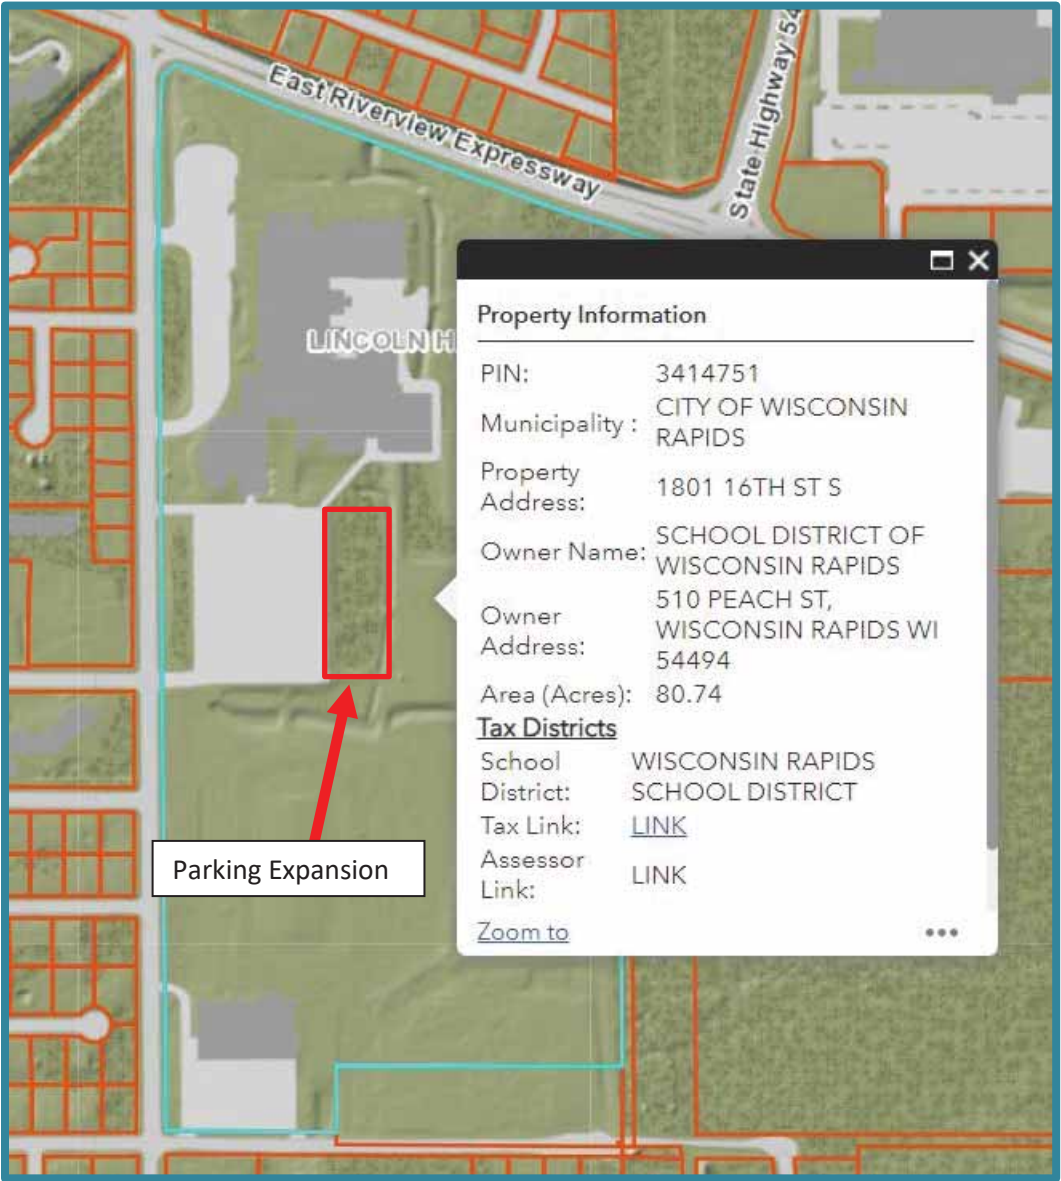 East Riverview Expressway
State Highway 54
LINCOLN H
Property Information
PIN: 3414751
Municipality : CITY OF WISCONSIN
RAPIDS
Property
Address: 1801 16TH ST S
Owner Name: SCHOOL DISTRICT OF
WISCONSIN RAPIDS
Owner
Address: 510 PEACH ST,
WISCONSIN RAPIDS WI
54494
Area (Acres): 80.74
Tax Districts
School
District: WISCONSIN RAPIDS
SCHOOL DISTRICT
Tax Link: LINK
Assessor
Link: LINK
Zoom to
Parking Expansion